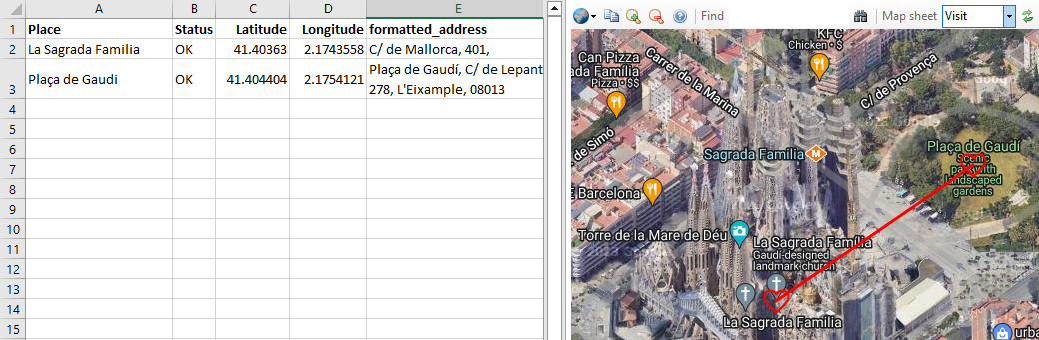 A B C D E
1 Place Status Latitude Longitude formatted_address
2 La Sagrada Familia OK 41.40363 2.1743558 C/ de Mallorca, 401,
3 Plaça de Gaudi OK 41.404404 2.1754121 Plaça de Gaudí, C/ de Lepant
278, L'Eixample, 08013
4
5
6
7
8
9
10
11
12
13
14
15
Find Map sheet Visit
KFC
Chicken • $
Can Pizza
ada Família
Pizza • $$
Carrer de la Marina
C/ de Provença
de Simó
Sagrada Familia M
Plaça de Gaudí
Scenic
park with
landscaped
gardens
E Barcelona
Torre de la Mare de Déu
La Sagrada Família
Gaudí-designed
landmark church
La Sagrada Família
urba